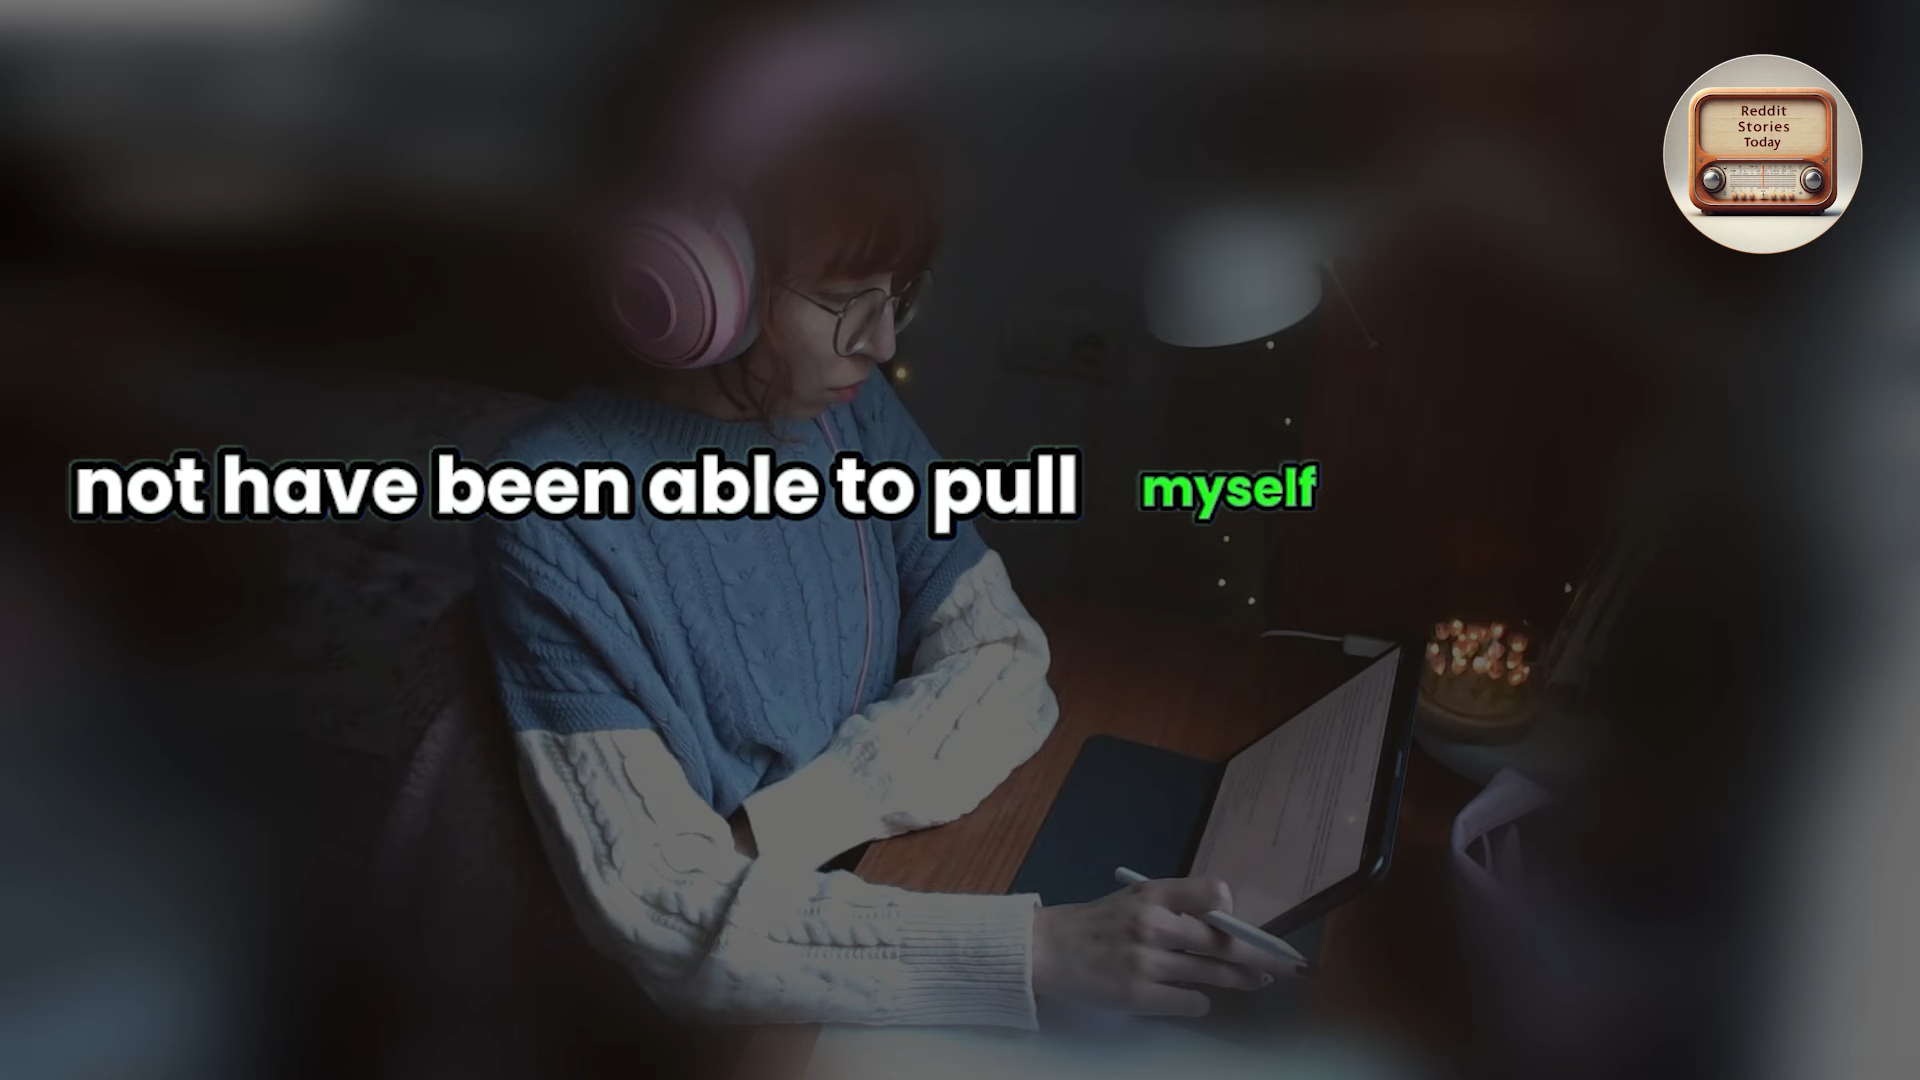 Reddit
Stories
Today
not have been able to pull myself